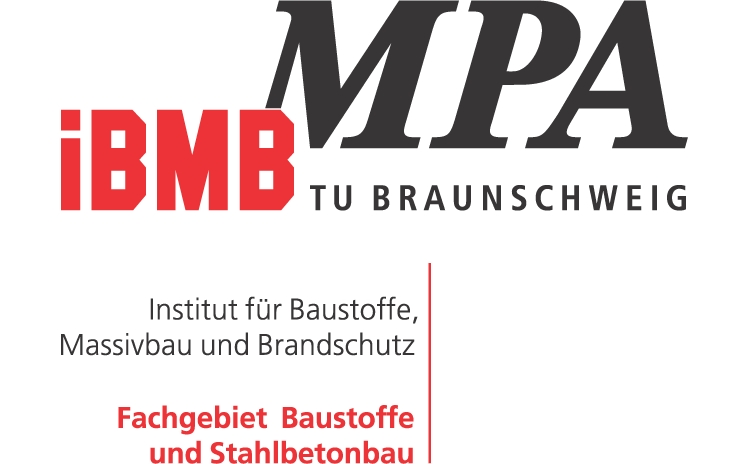 MPA
iBMB
TU BRAUNSCHWEIG
Institut für Baustoffe,
Massivbau und Brandschutz
Fachgebiet Baustoffe
und Stahlbetonbau